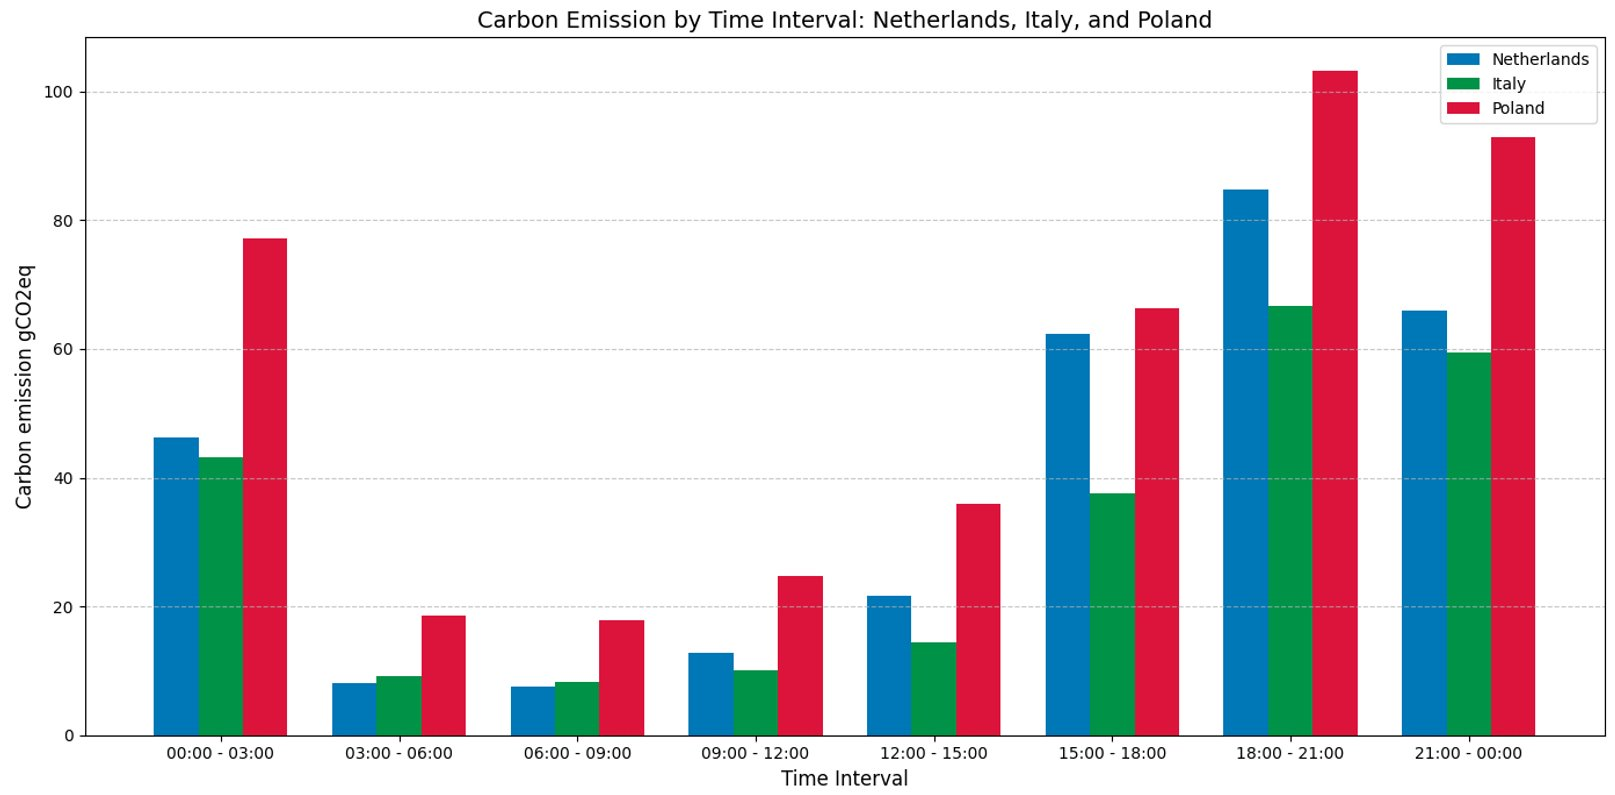 Carbon Emission by Time Interval: Netherlands, Italy, and Poland
Netherlands
Italy
Poland
Carbon emission gCO2eq
100
80
60
40
20
0
00:00 - 03:00 03:00 - 06:00 06:00 - 09:00 09:00 - 12:00 12:00 - 15:00 15:00 - 18:00 18:00 - 21:00 21:00 - 00:00
Time Interval